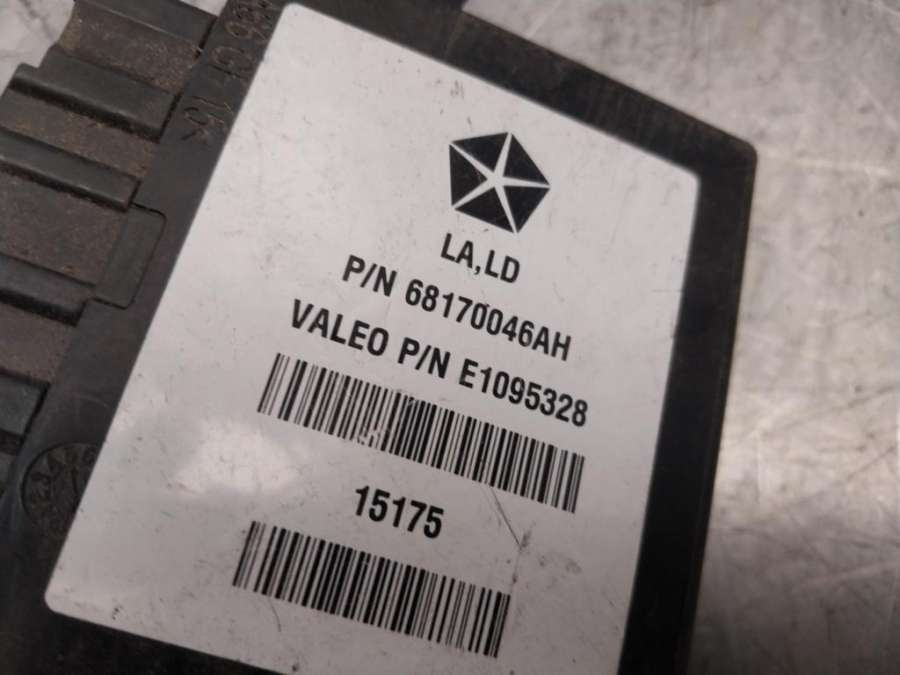 LA,LD
P/N 68170046AH
VALEO P/N E1095328
15175